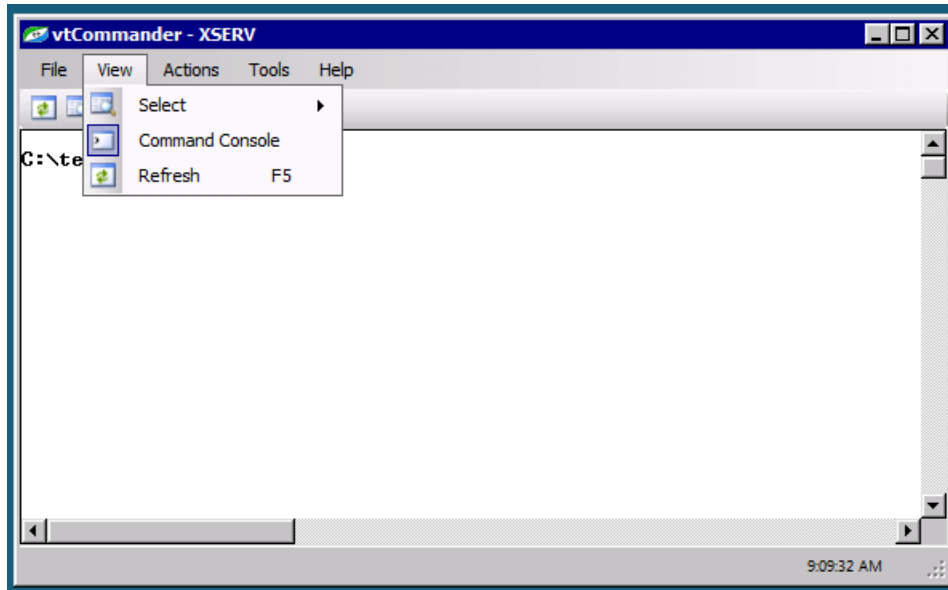 vtCommander - XSERV
File View Actions Tools Help
Select
Command Console
C:\te
Refresh F5
9:09:32 AM